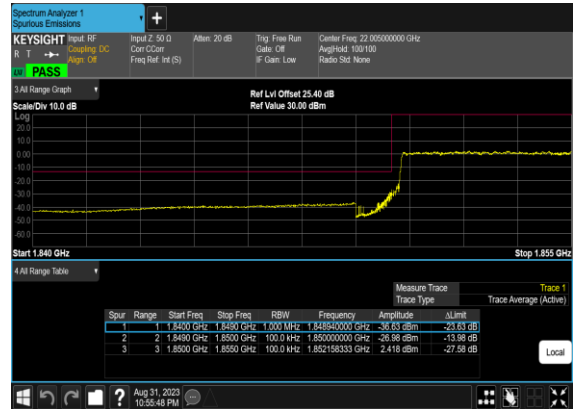 Spectrum Analyzer 1
Spurious Emissions
KEYSIGHT Input: RF Input Z: 50 Ω Atten: 20 dB Trig: Free Run Center Freq: 22.005000000 GHz
R T Coupling: DC Corr CCorr Gate: Off Avg|Hold: 100/100
Align: Off Freq Ref: Int (S) IF Gain: Low Radio Std: None
LW PASS
3 All Range Graph
Ref Lvl Offset 25.40 dB
Scale/Div 10.0 dB Ref Value 30.00 dBm
Log
20.0
10.0
0.00
-10.0
-20.0
-30.0
-40.0
-50.0
-60.0
Start 1.840 GHz Stop 1.855 GHz
4 All Range Table
Measure Trace Trace 1
Trace Type Trace Average (Active)
Spur Range Start Freq Stop Freq RBW Frequency Amplitude ΔLimit
1 1 1.8400 GHz 1.8490 GHz 1.000 MHz 1.848940000 GHz -36.63 dBm -23.63 dB
2 2 1.8490 GHz 1.8500 GHz 100.0 kHz 1.850000000 GHz -26.98 dBm -13.98 dB
3 3 1.8500 GHz 1.8550 GHz 100.0 kHz 1.852158333 GHz 2.418 dBm -27.58 dB
Local
?
Aug 31, 2023
10:55:48 PM